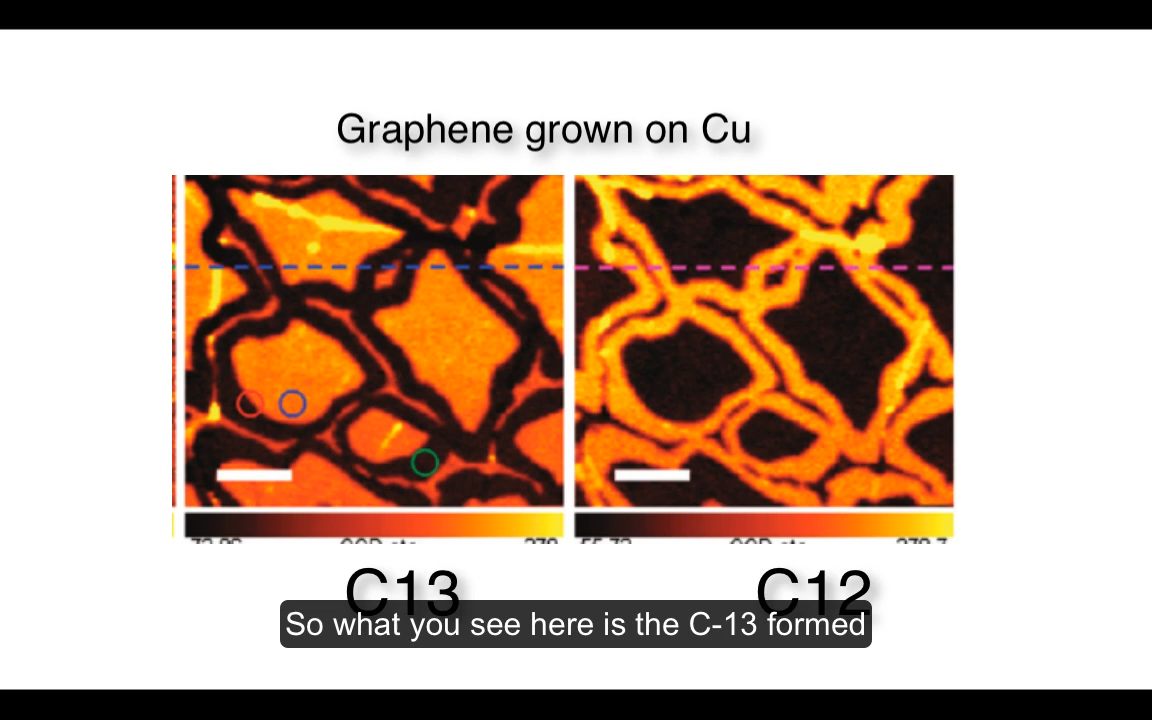 Graphene grown on Cu
C13
C12
So what you see here is the C-13 formed